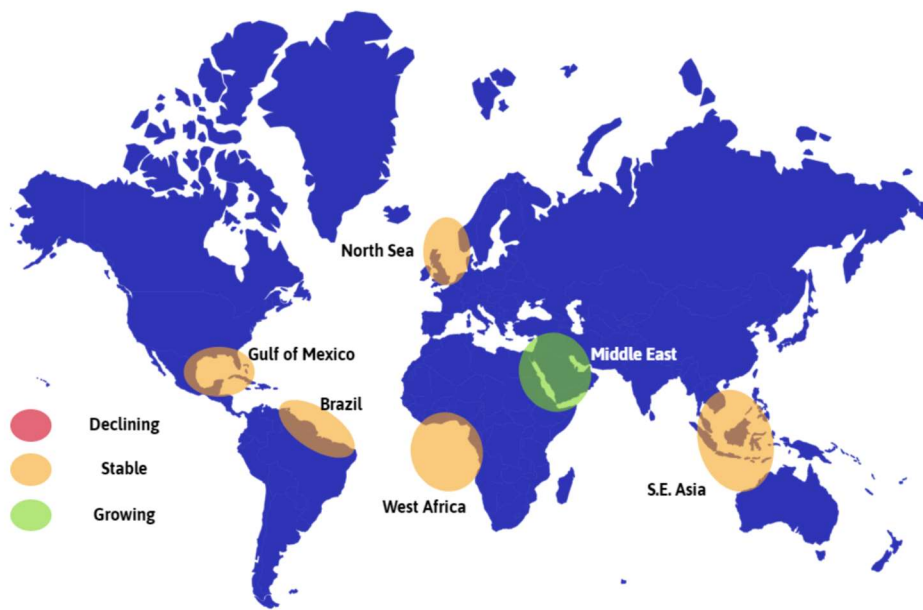 North Sea
Gulf of Mexico
Middle East
Brazil
Declining
Stable
S.E. Asia
West Africa
Growing